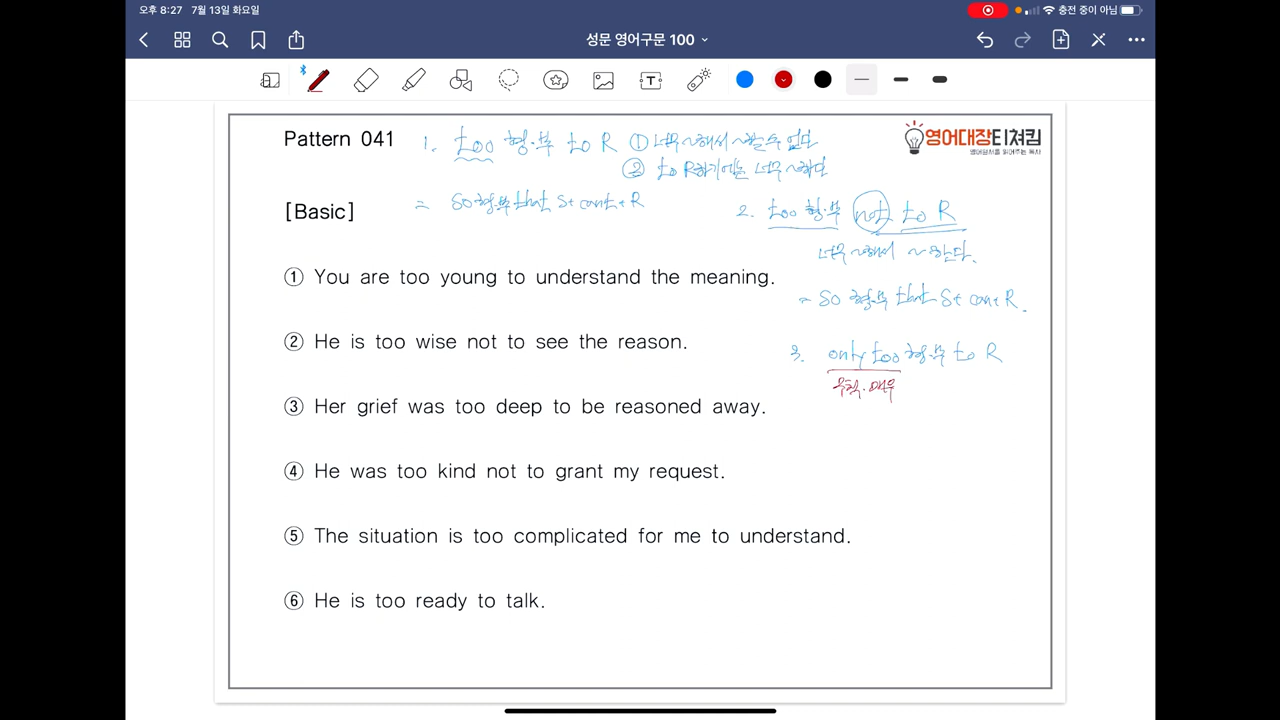 오후 8:27 7월 13일 화요일
충전 중이 아님
성문 영어구문 100
T
Pattern 041
1. too 형·부 to R ① 너무 ~해서 ~할 수 없다
② to R하기에는 너무 ~하다
= so 형·부 that S+ can't+R
영어대장티쳐킴
[Basic]
2. too 형·부 not to R
너무 ~해서 ~한다.
= so 형·부 that S+ can+R.
① You are too young to understand the meaning.
② He is too wise not to see the reason.
3. only too 형·부 to R
무척·매우
③ Her grief was too deep to be reasoned away.
④ He was too kind not to grant my request.
⑤ The situation is too complicated for me to understand.
⑥ He is too ready to talk.